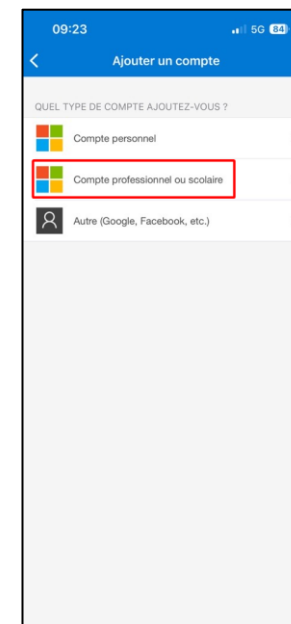 09:23
5G 84
Ajouter un compte
QUEL TYPE DE COMPTE AJOUTEZ-VOUS ?
Compte personnel
Compte professionnel ou scolaire
Autre (Google, Facebook, etc.)